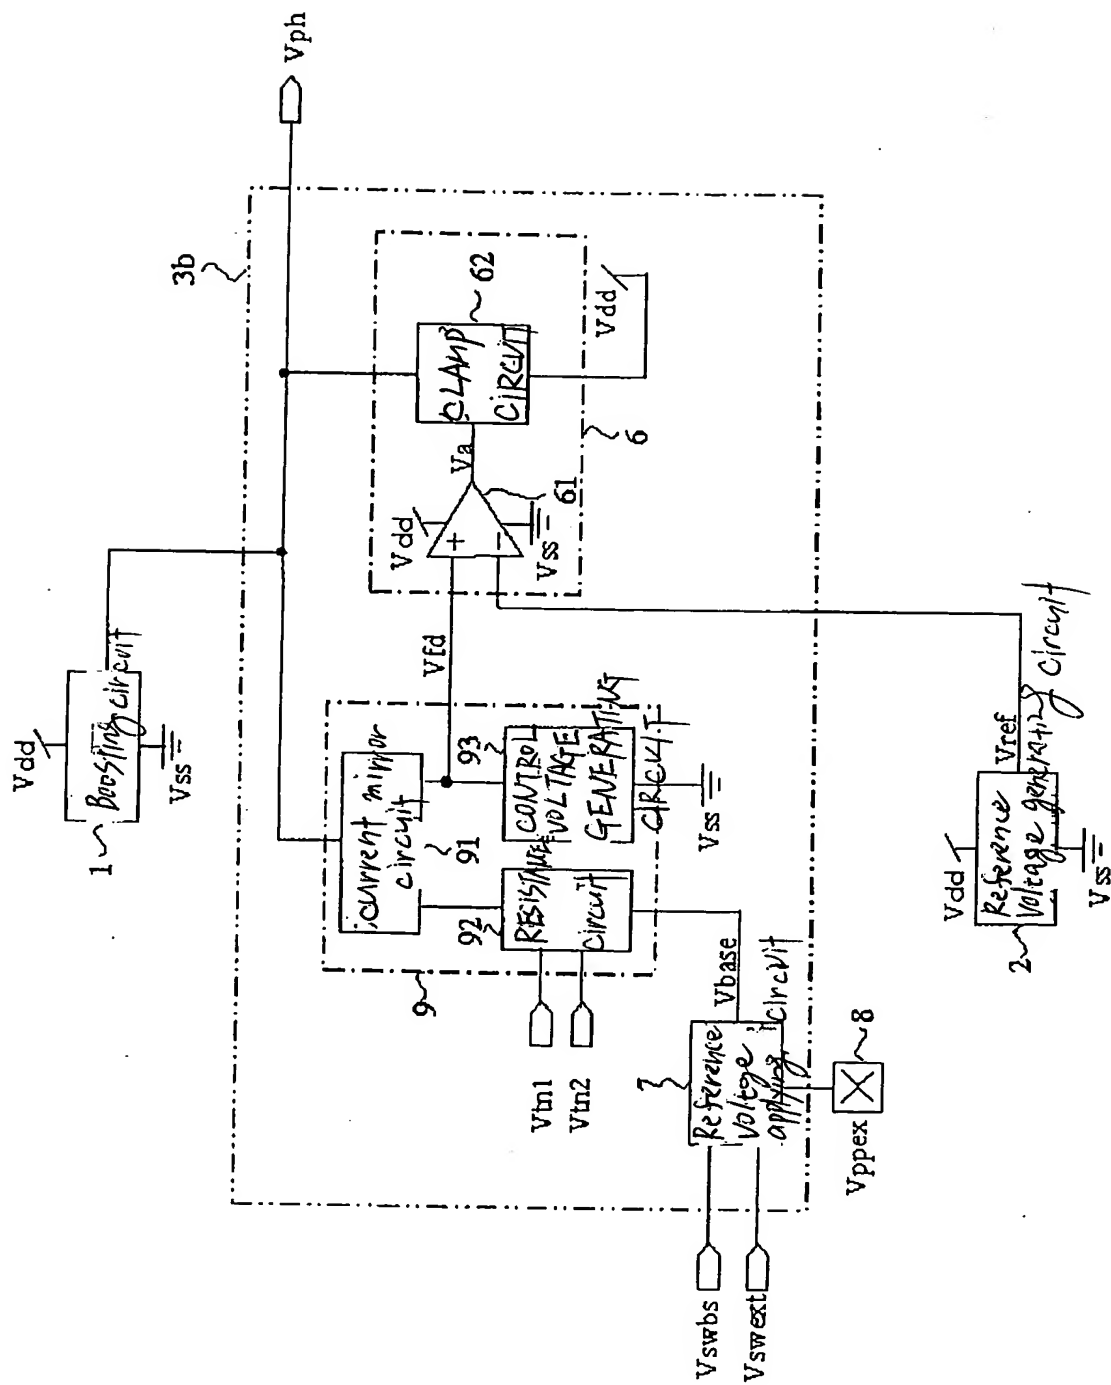 Vdd
Boosting circuit
Vss
1
Vph
3b
current mirror
circuit
91
92
RESISTANCE
circuit
93
CONTROL
VOLTAGE
GENERATING
CIRCUIT
Vss
9
Vtn1
Vtn2
Vfd
Vdd
+
−
Vss
61
Va
CLAMP
CIRCUIT
62
Vdd
6
Vbase
7
Reference
Voltage
applying circuit
Vswbs
Vswext
Vppex
8
Vdd
Reference
Voltage generating circuit
Vref
Vss
2